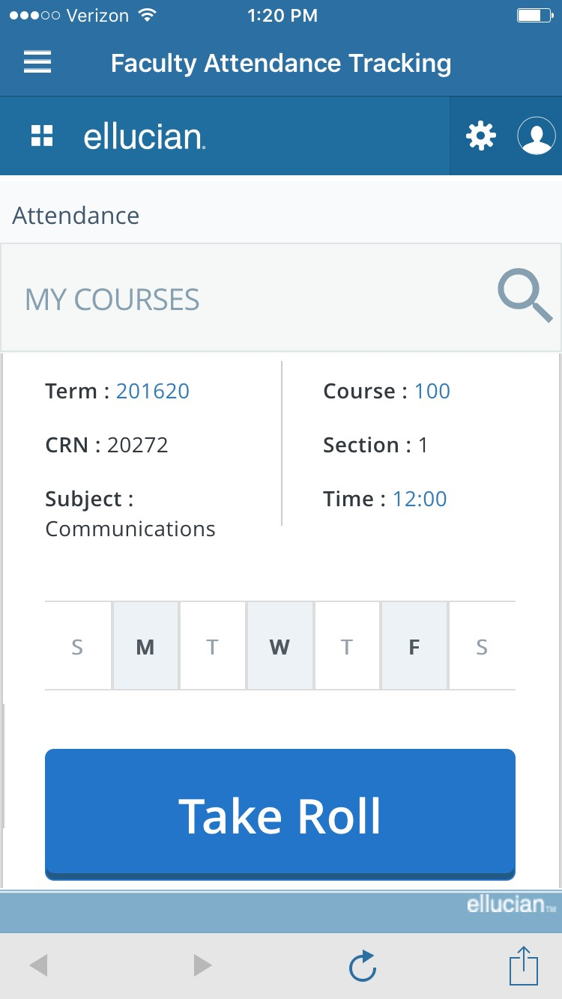 Verizon 1:20 PM
Faculty Attendance Tracking
ellucian.
Attendance
MY COURSES
Term : 201620
Course : 100
CRN : 20272
Section : 1
Subject :
Communications
Time : 12:00
S M T W T F S
Take Roll
ellucian™